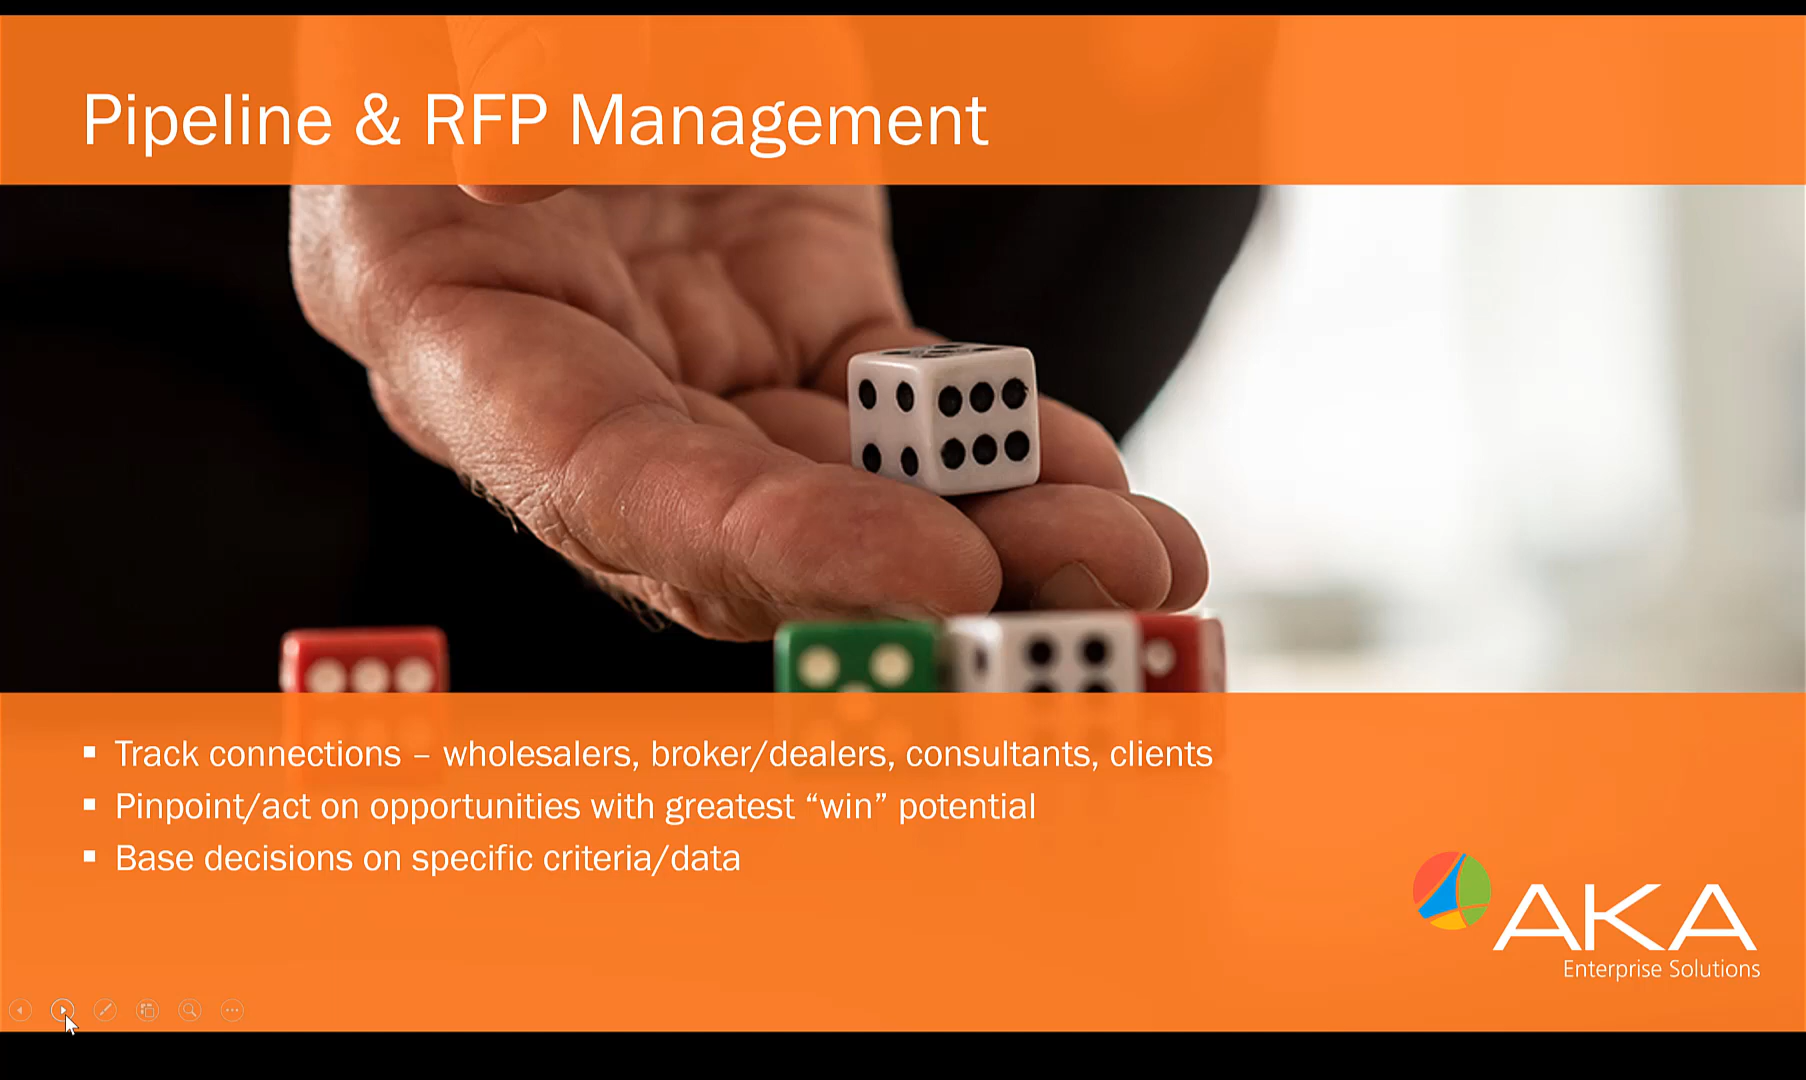 Pipeline & RFP Management
▪ Track connections – wholesalers, broker/dealers, consultants, clients
▪ Pinpoint/act on opportunities with greatest “win” potential
▪ Base decisions on specific criteria/data
AKA
Enterprise Solutions